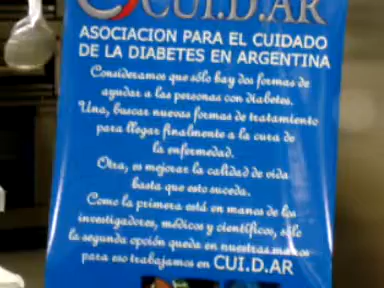 CUI.D.AR
ASOCIACION PARA EL CUIDADO
DE LA DIABETES EN ARGENTINA
Consideramos que sólo hay dos formas de
ayudar a las personas con diabetes.
Una, buscar nuevas formas de tratamiento
para llegar finalmente a la cura de
la enfermedad.
Otra, es mejorar la calidad de vida
hasta que esto suceda.
Como la primera está en manos de los
investigadores, médicos y científicos, sólo
la segunda opción queda en nuestras manos
para eso trabajamos en CUI.D.AR